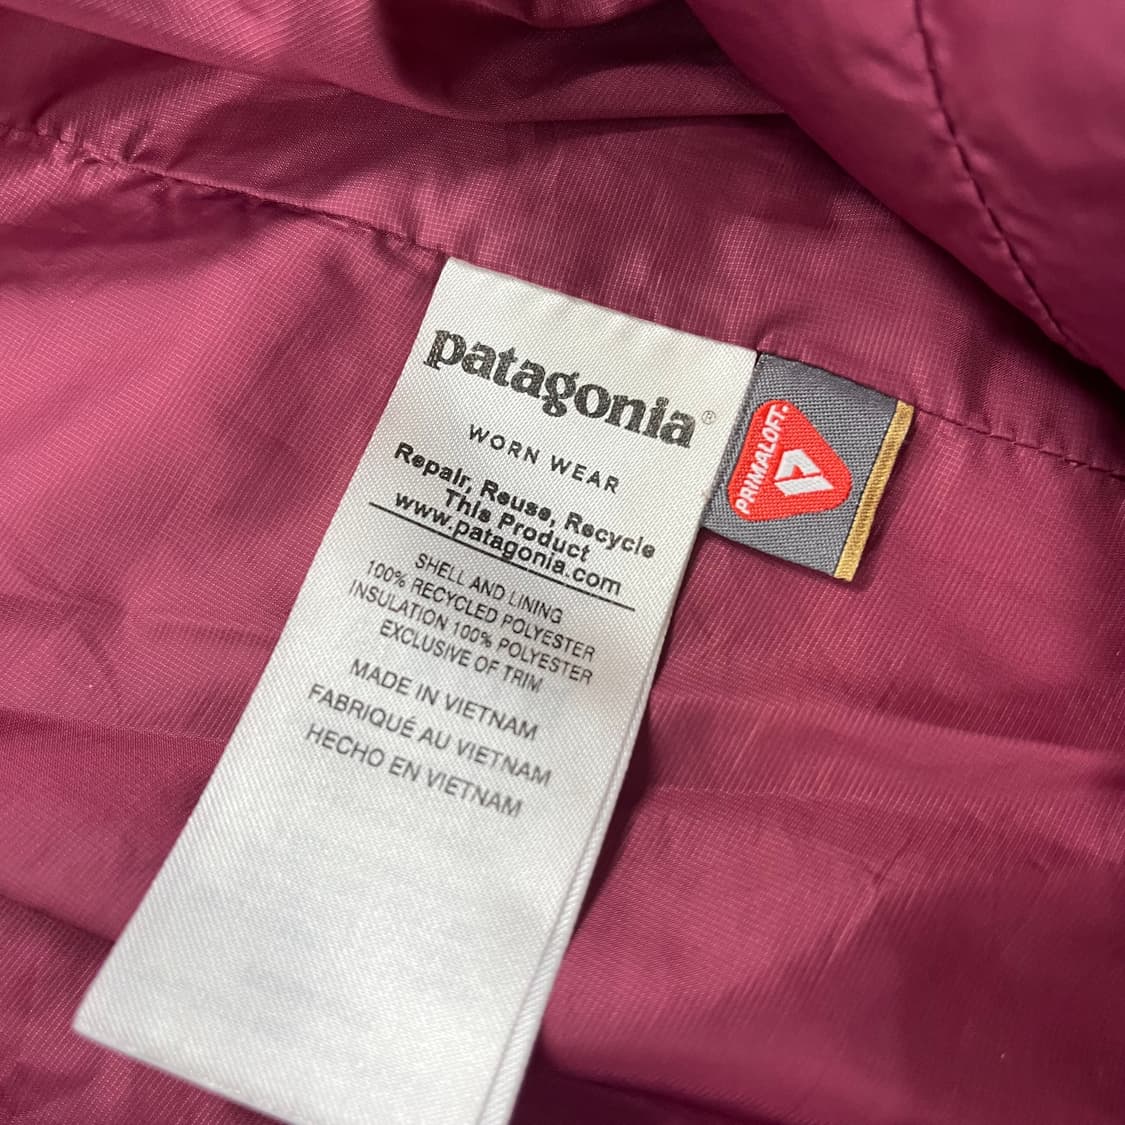 patagonia®
WORN WEAR
Repair, Reuse, Recycle
This Product
www.patagonia.com
SHELL AND LINING
100% RECYCLED POLYESTER
INSULATION 100% POLYESTER
EXCLUSIVE OF TRIM
MADE IN VIETNAM
FABRIQUÉ AU VIETNAM
HECHO EN VIETNAM
PRIMALOFT.